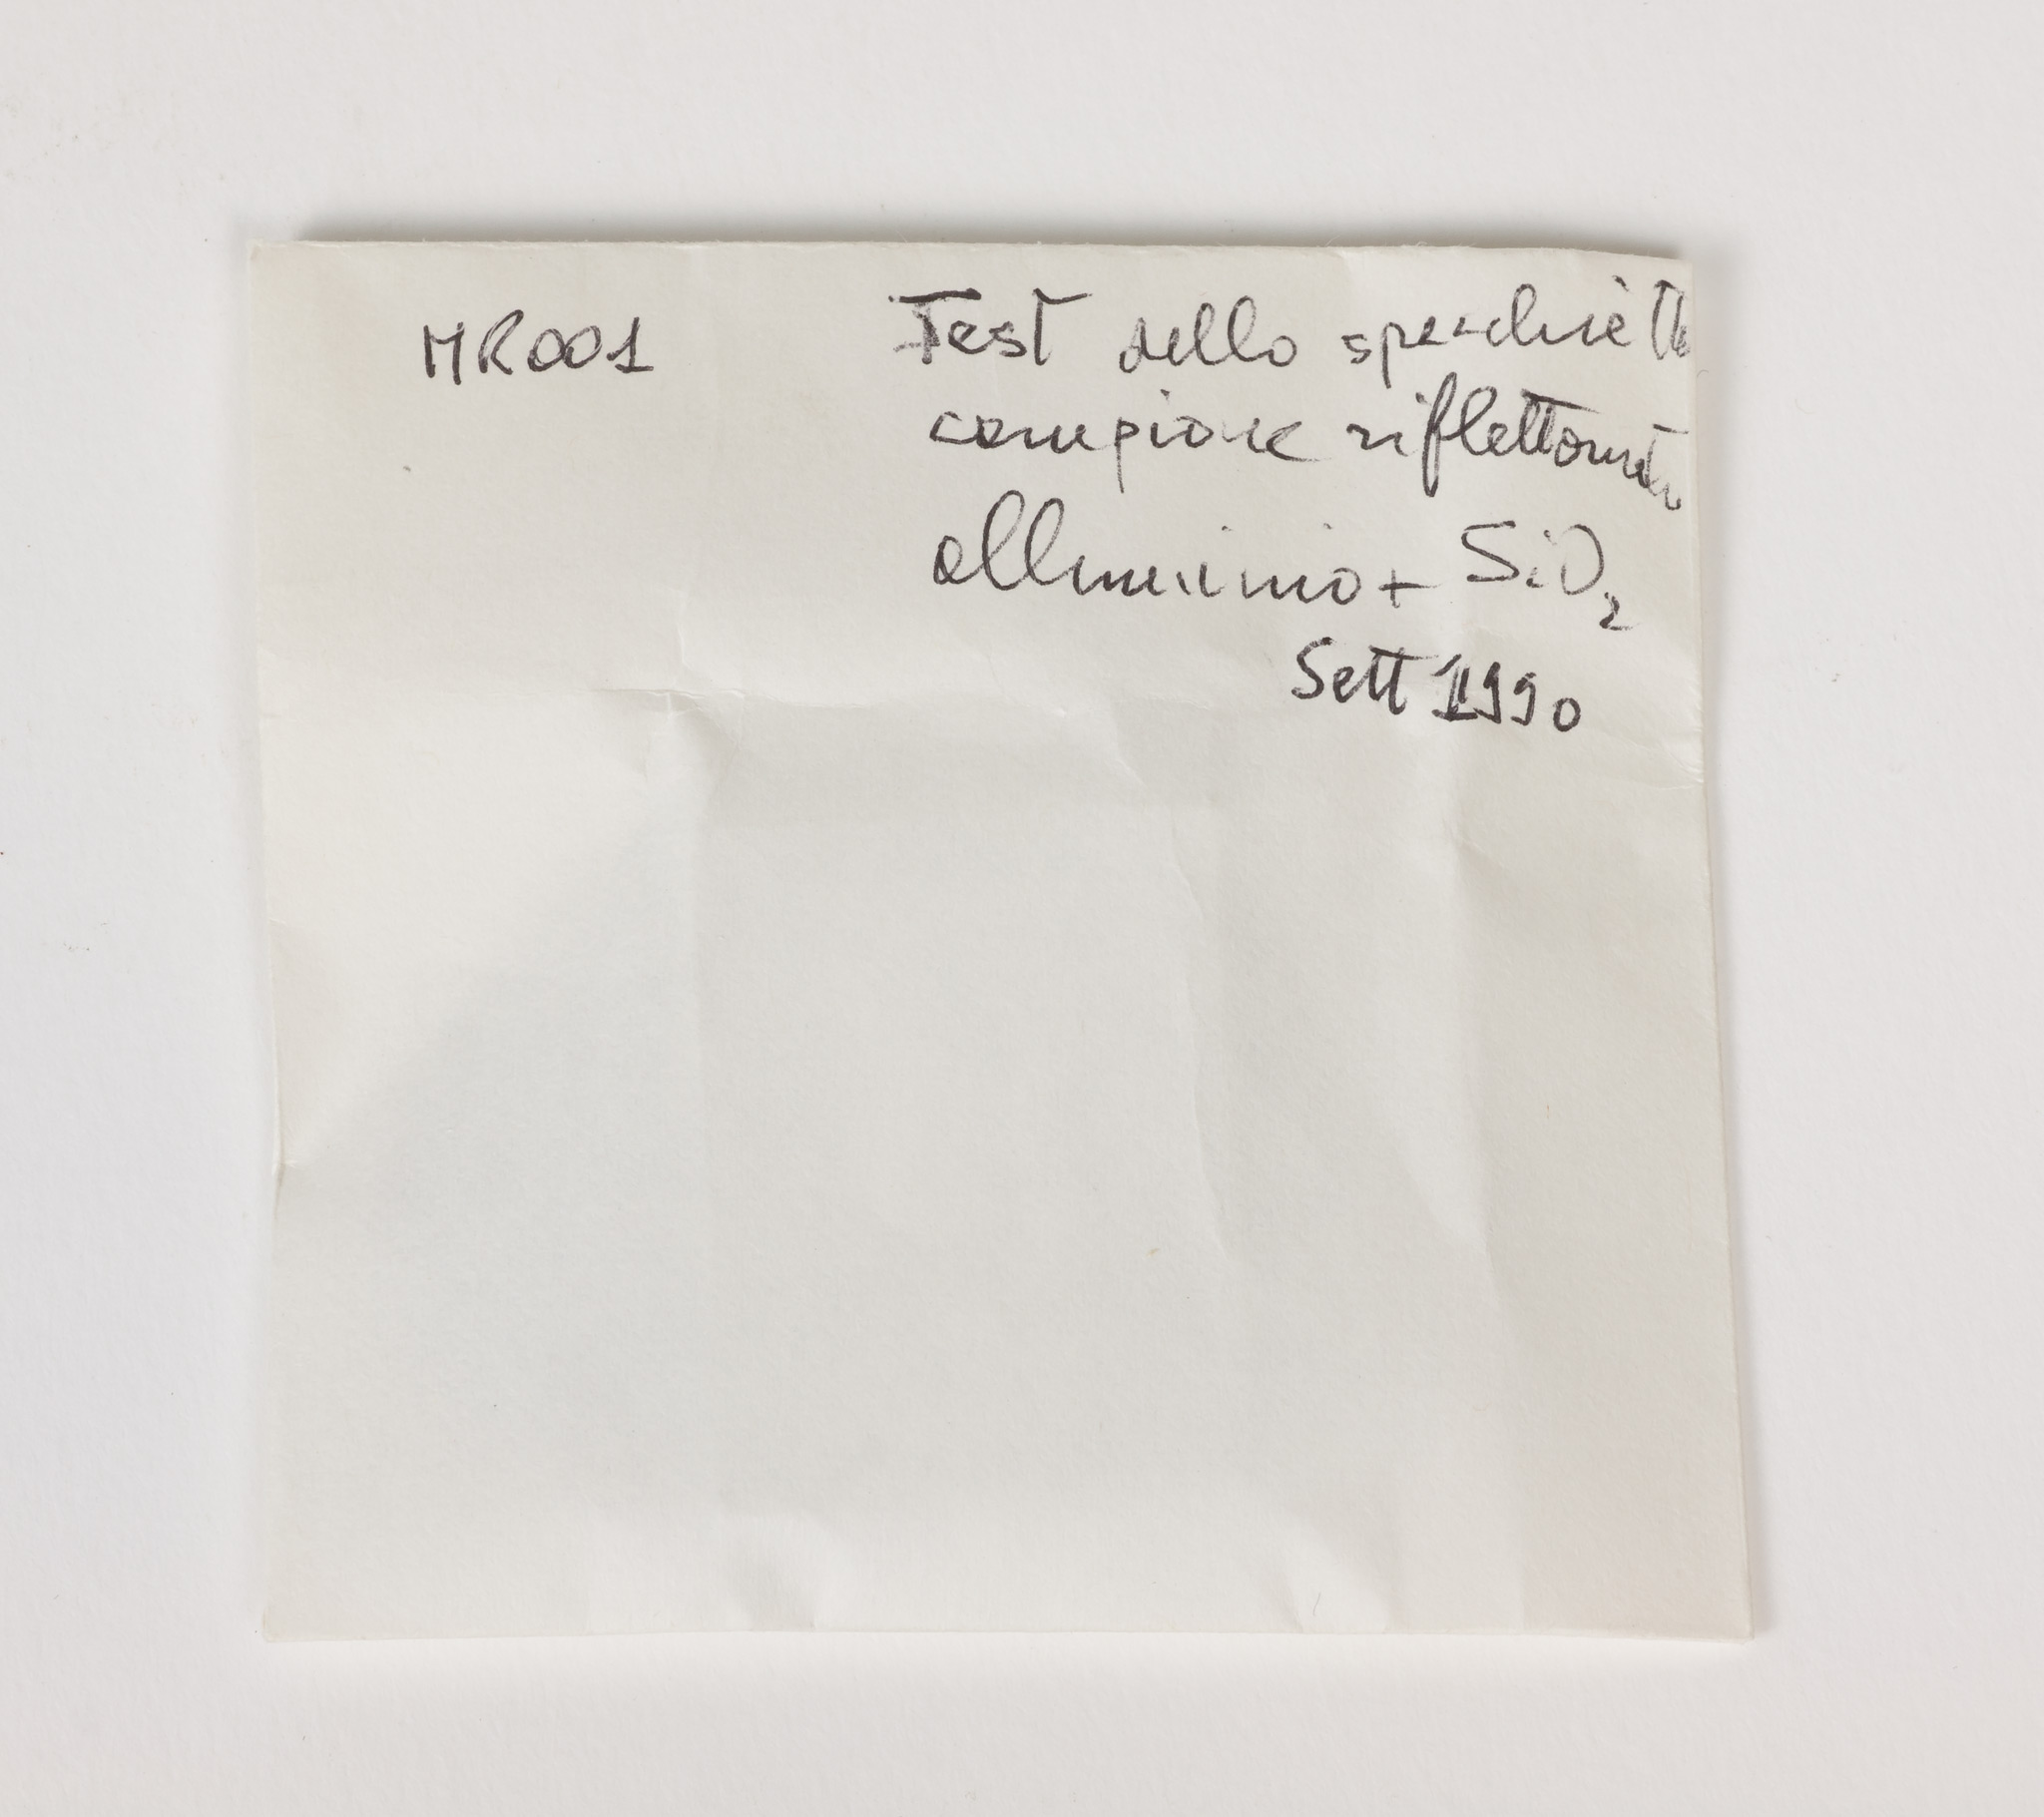 MR001
Test dello specchietto
campione riflettometro
alluminio + SiO₂
Sett 1990